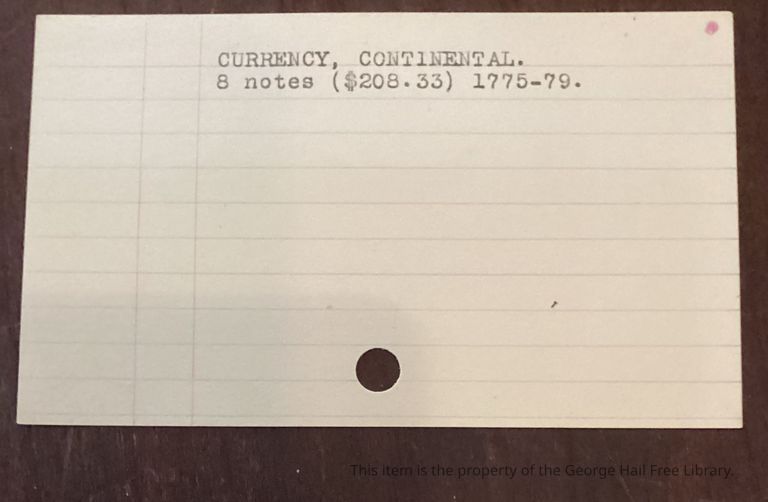 CURRENCY, CONTINENTAL.
8 notes ($208.33) 1775-79.
This item is the property of the George Hail Free Library.